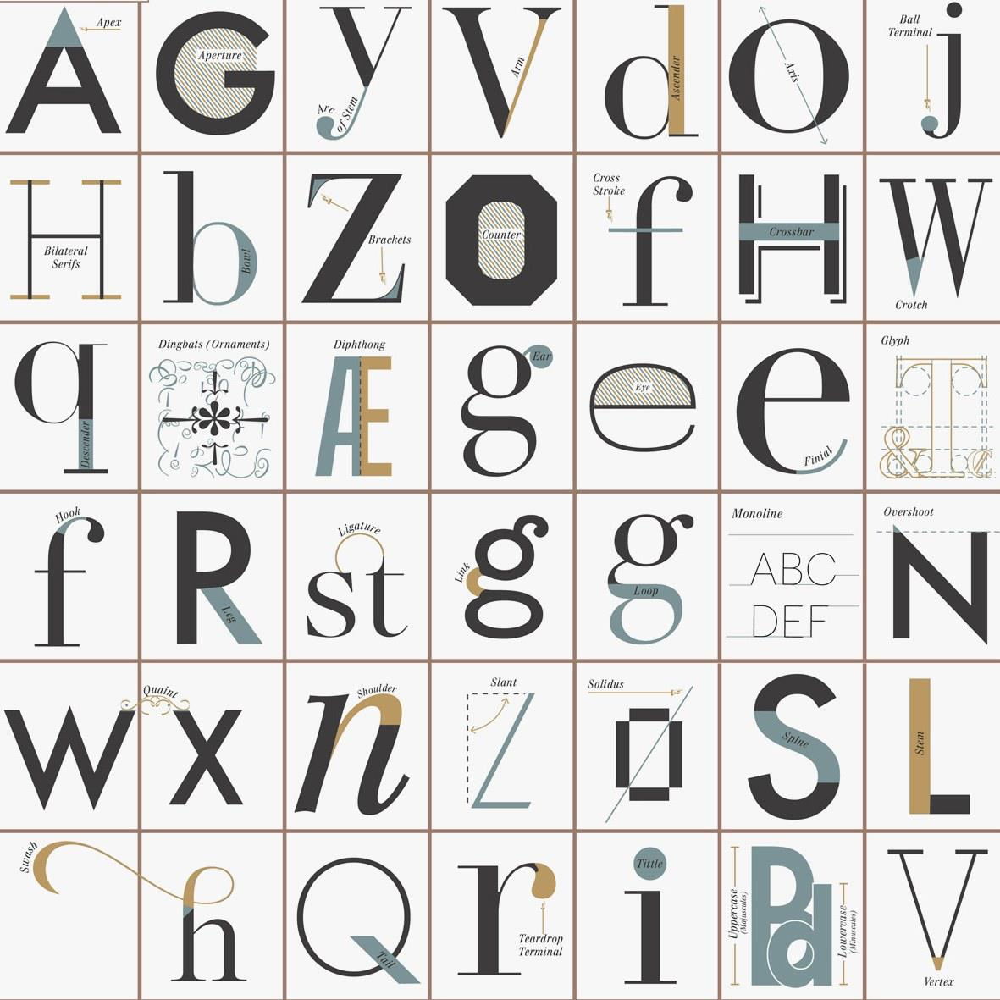 A Apex
G Aperture
y Arc of Stem
V Arm
d Ascender
O Axis
j Ball Terminal
H Bilateral Serifs
b Bowl
Z Brackets
O Counter
f Cross Stroke
H Crossbar
W Crotch
q Descender
Dingbats (Ornaments)
Diphthong Æ
g Ear
e Eye
e Finial
Glyph & T &
f Hook
R Leg
Ligature st
g Link
g Loop
Monoline
ABC
DEF
Overshoot N
W Quaint X
n Shoulder
Slant Z
Solidus 0
S Spine
L Stem
Swash h
Q Tail
r Teardrop Terminal
i Tittle
Uppercase (Majuscules) B d Lowercase (Minuscules)
V Vertex